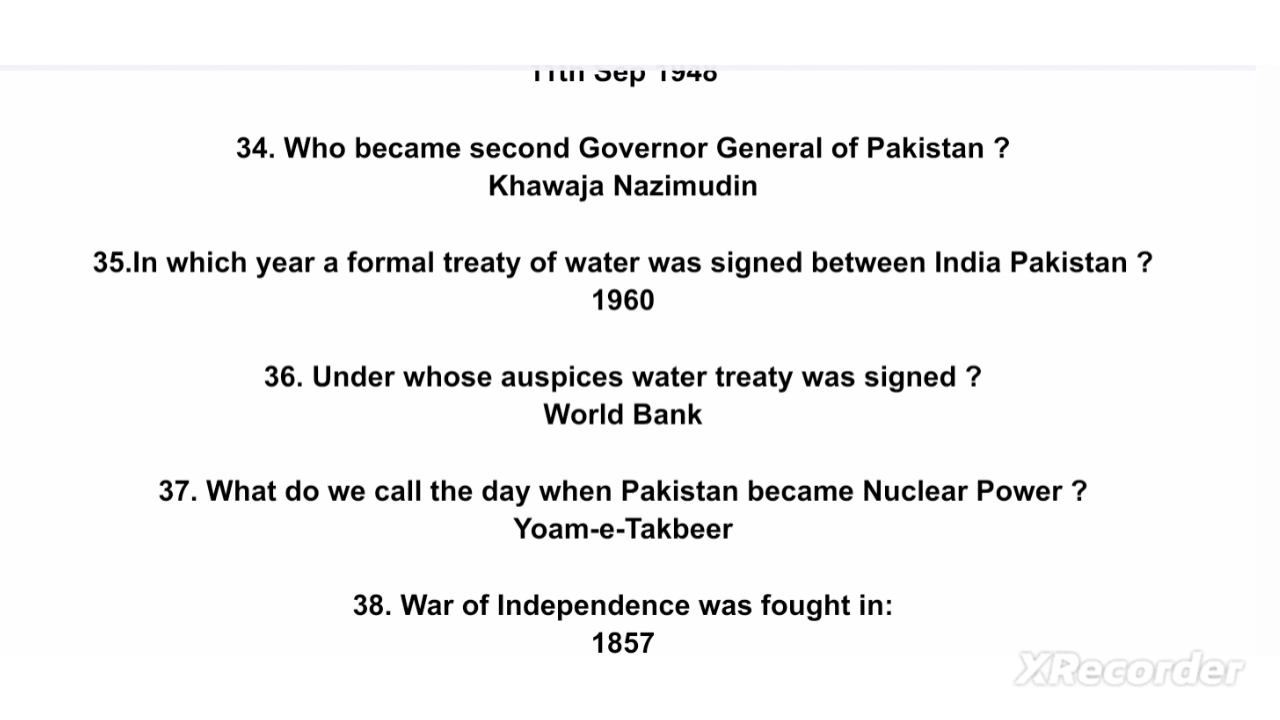 11th Sep 1948
34. Who became second Governor General of Pakistan ?
Khawaja Nazimudin
35.In which year a formal treaty of water was signed between India Pakistan ?
1960
36. Under whose auspices water treaty was signed ?
World Bank
37. What do we call the day when Pakistan became Nuclear Power ?
Yoam-e-Takbeer
38. War of Independence was fought in:
1857
XRecorder